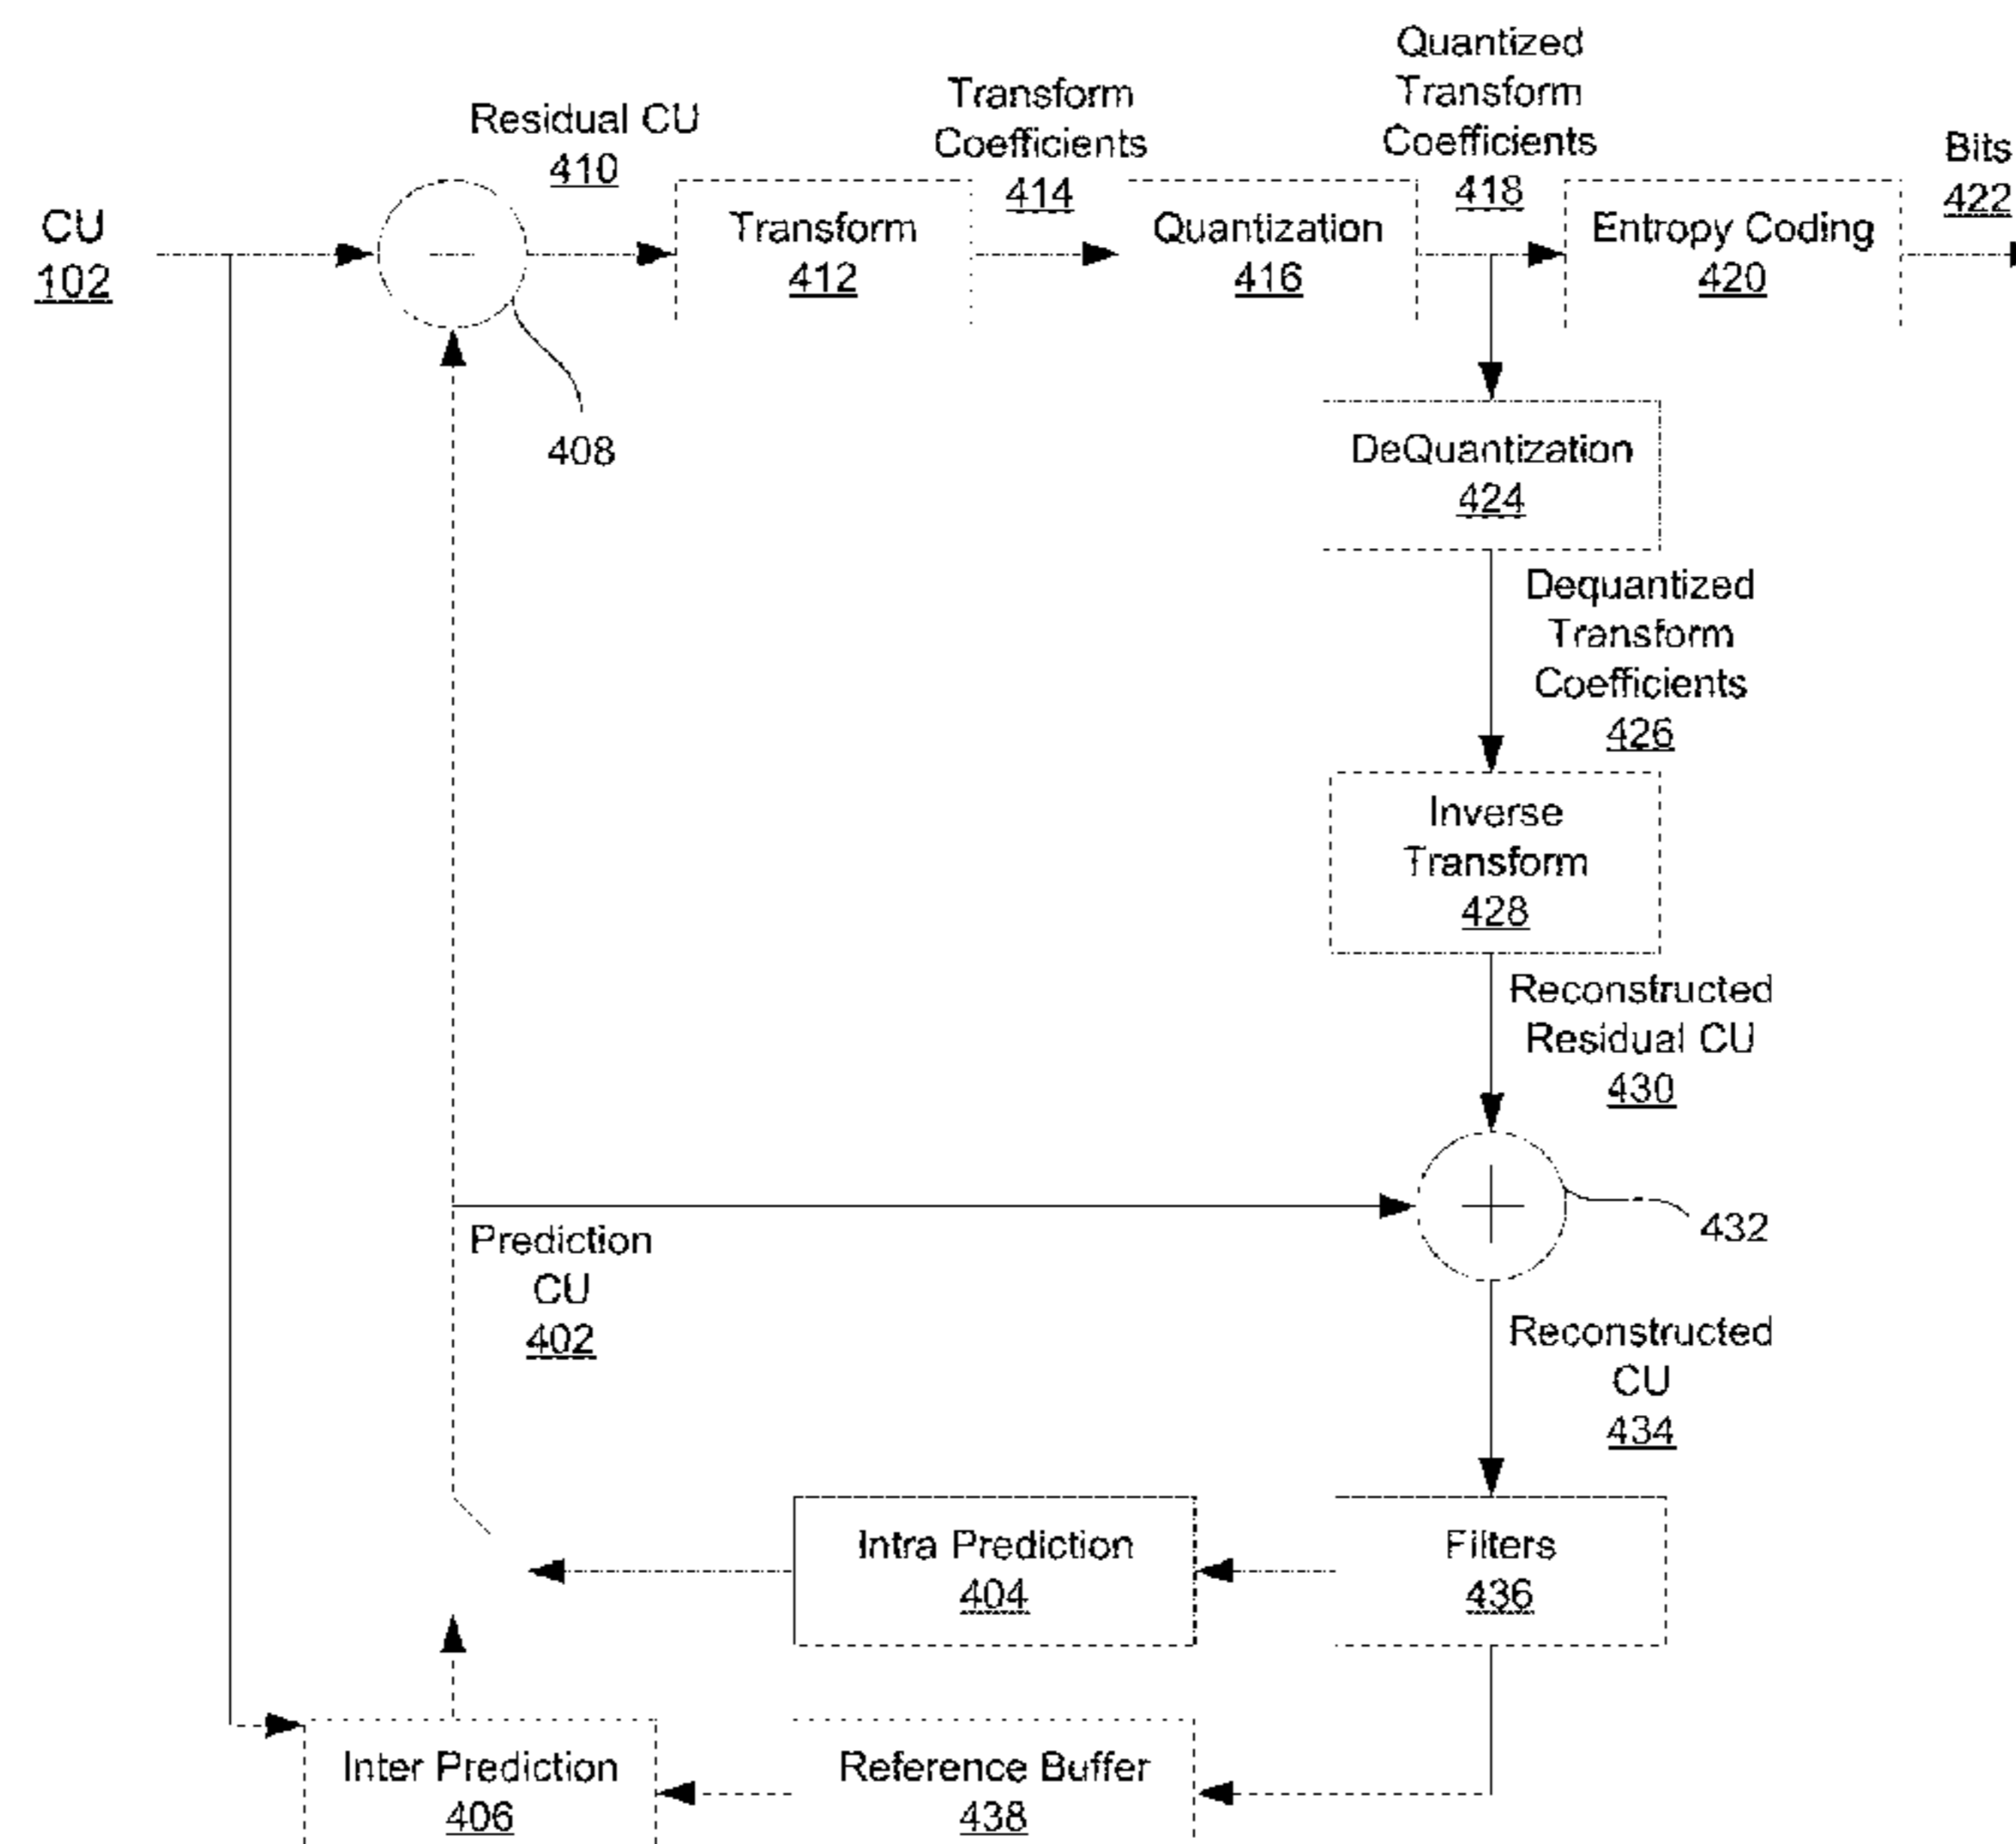 CU
102
Residual CU
410
408
Transform
412
Transform
Coefficients
414
Quantization
416
Quantized
Transform
Coefficients
418
Entropy Coding
420
Bits
422
DeQuantization
424
Dequantized
Transform
Coefficients
426
Inverse
Transform
428
Reconstructed
Residual CU
430
432
Prediction
CU
402
Reconstructed
CU
434
Intra Prediction
404
Filters
436
Inter Prediction
406
Reference Buffer
438